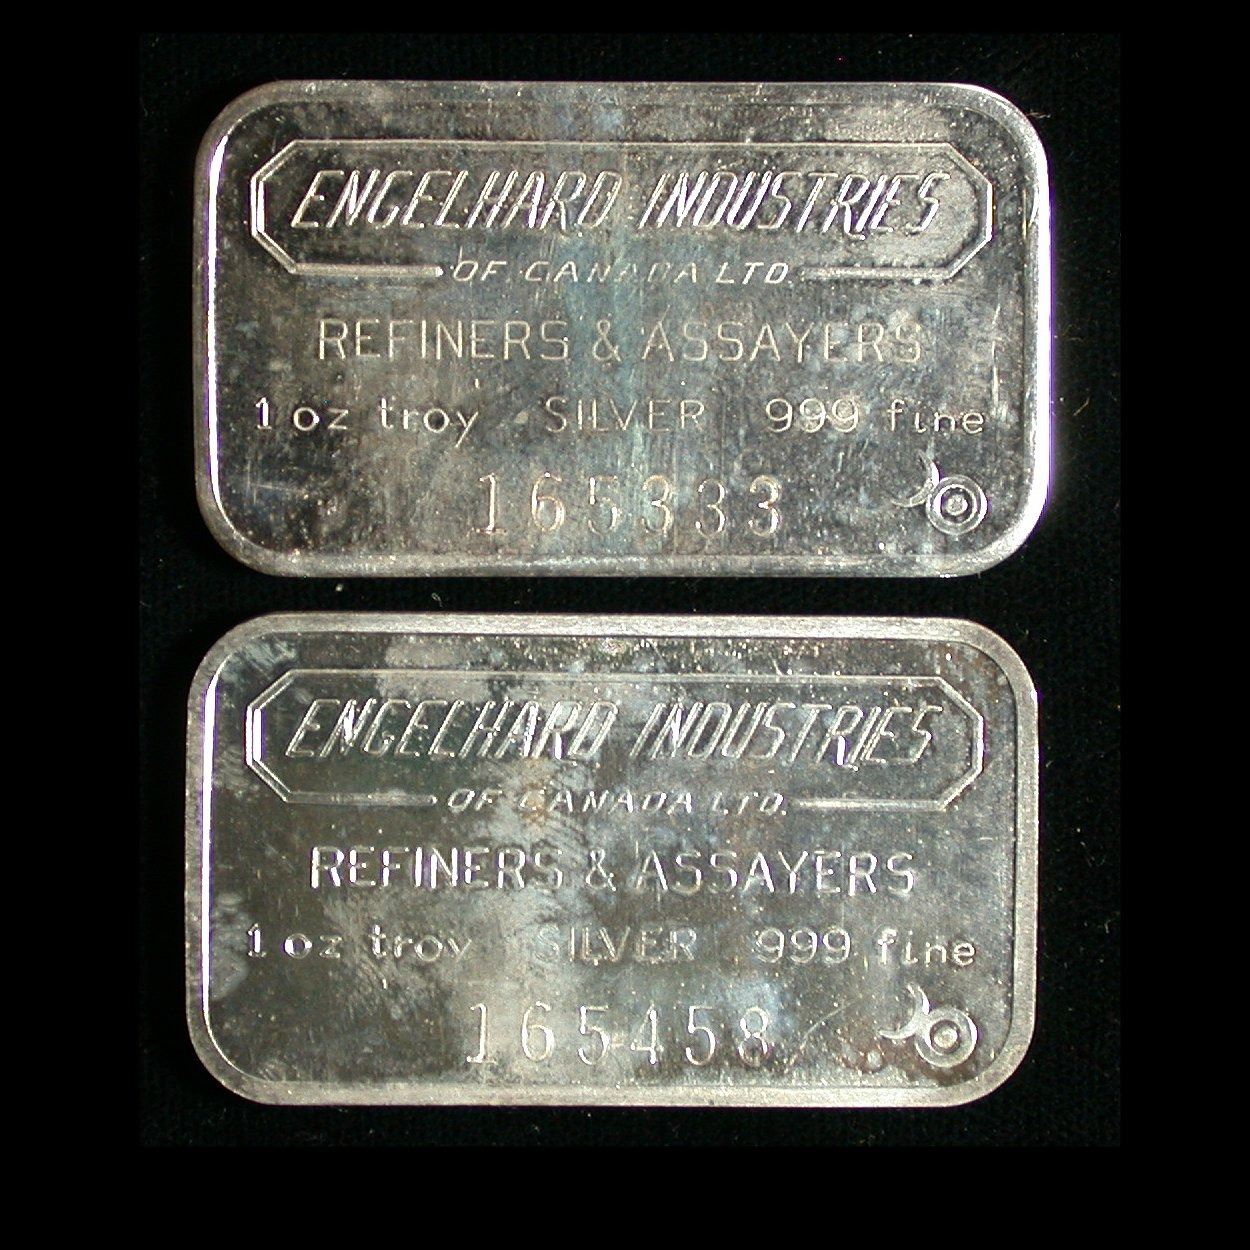 ENGELHARD INDUSTRIES
OF CANADA LTD.
REFINERS & ASSAYERS
1 oz troy SILVER 999 fine
165333
ENGELHARD INDUSTRIES
OF CANADA LTD.
REFINERS & ASSAYERS
1 oz troy SILVER 999 fine
165458